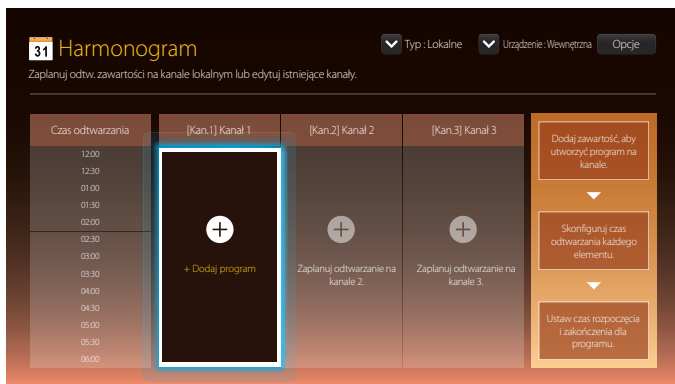 31 Harmonogram
Typ : Lokalne
Urządzenie : Wewnętrzna
Opcje
Zaplanuj odtw. zawartości na kanale lokalnym lub edytuj istniejące kanały.
Czas odtwarzania
[Kan.1] Kanał 1
[Kan.2] Kanał 2
[Kan.3] Kanał 3
12:00
12:30
01:00
01:30
02:00
02:30
03:00
03:30
04:00
04:30
05:00
05:30
06:00
+ Dodaj program
Zaplanuj odtwarzanie na
kanale 2.
Zaplanuj odtwarzanie na
kanale 3.
Dodaj zawartość, aby
utworzyć program na
kanale.
Skonfiguruj czas
odtwarzania każdego
elementu.
Ustaw czas rozpoczęcia
i zakończenia dla
programu.